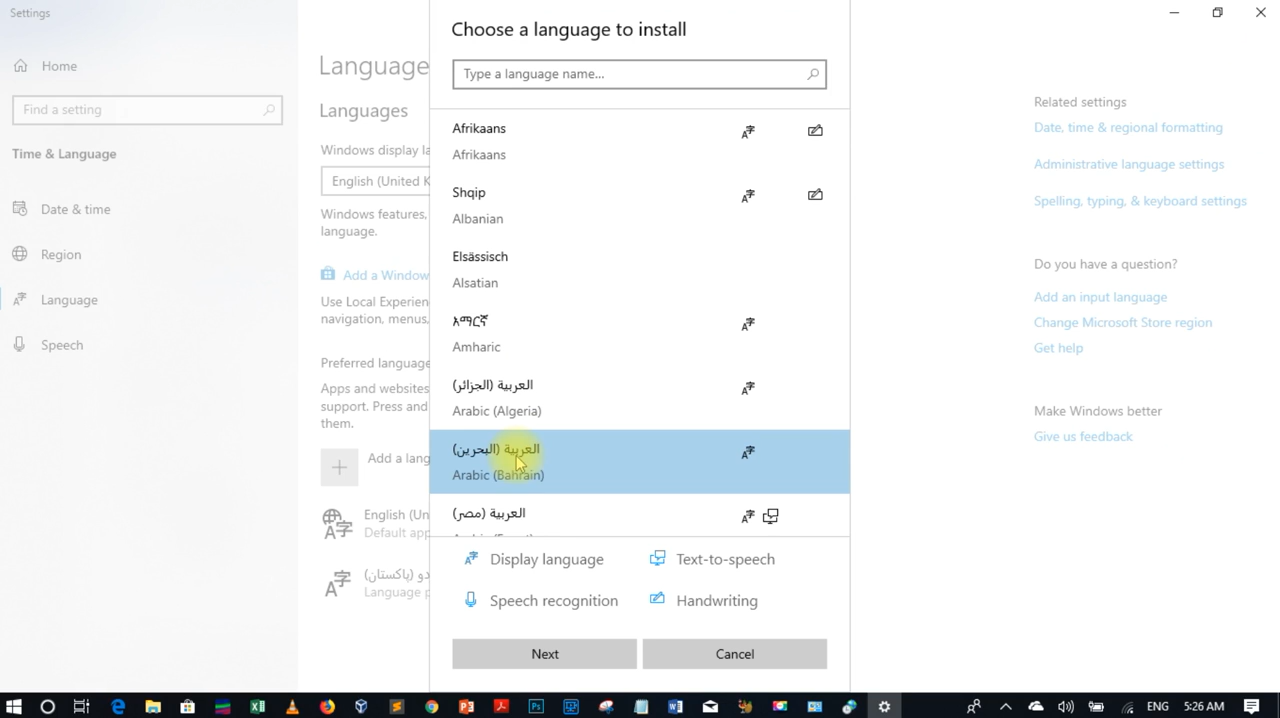 Settings
Home
Find a setting
Time & Language
Date & time
Region
Language
Speech
Language
Languages
Windows display la
English (United K
Windows features,
language.
Add a Window
Use Local Experien
navigation, menus,
Preferred language
Apps and websites
support. Press and
them.
Add a lang
English (Un
Default app
دو (پاکستان)
Language p
Choose a language to install
Type a language name...
Afrikaans
Afrikaans
Shqip
Albanian
Elsässisch
Alsatian
አማርኛ
Amharic
العربية (الجزائر)
Arabic (Algeria)
العربية (البحرين)
Arabic (Bahrain)
العربية (مصر)
Display language
Text-to-speech
Speech recognition
Handwriting
Next
Cancel
Related settings
Date, time & regional formatting
Administrative language settings
Spelling, typing, & keyboard settings
Do you have a question?
Add an input language
Change Microsoft Store region
Get help
Make Windows better
Give us feedback
ENG
5:26 AM